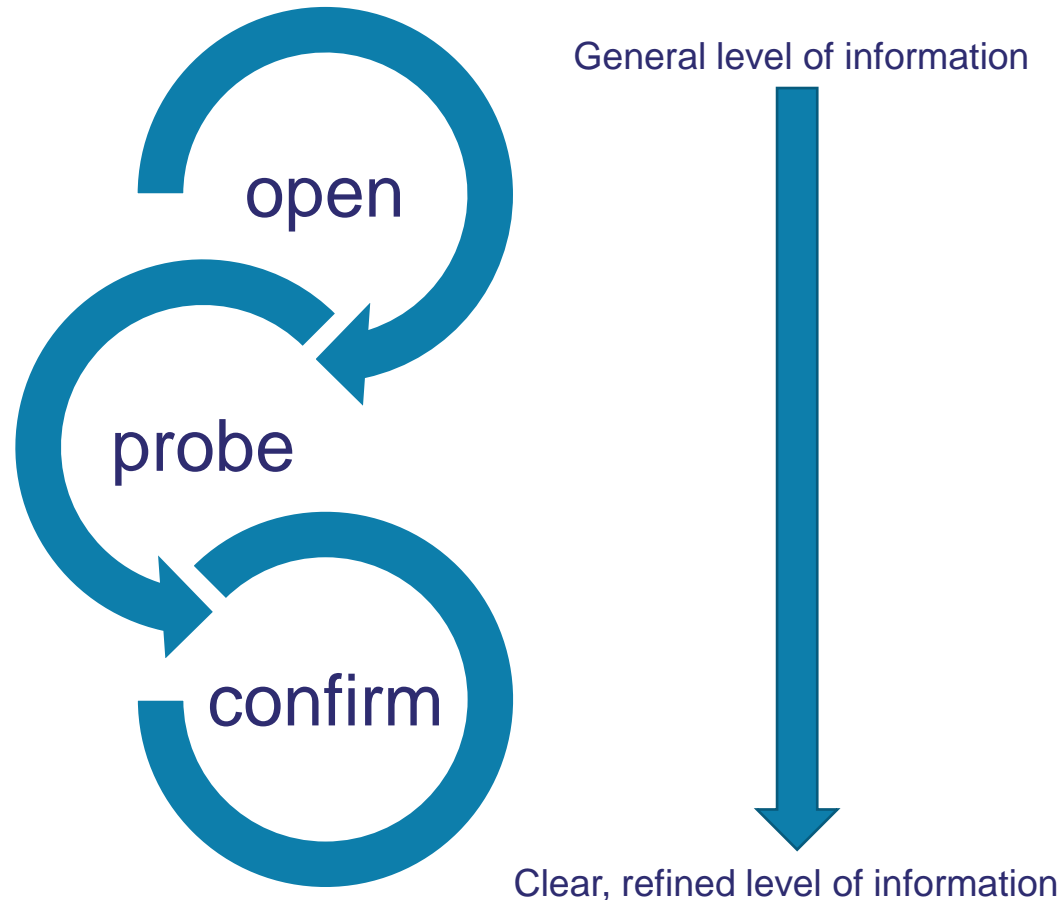 General level of information
open
probe
confirm
Clear, refined level of information